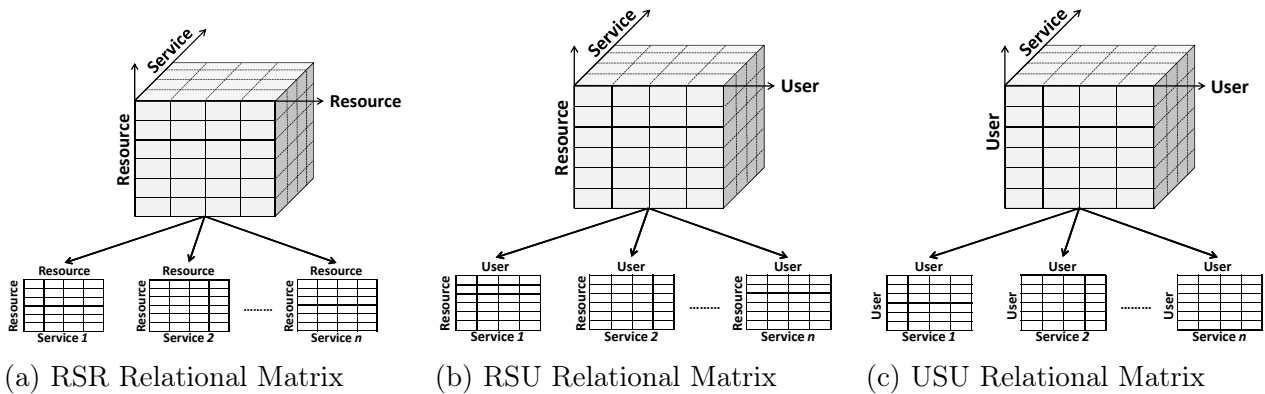 Service
Resource
Resource
Resource
Resource
Resource
Resource
Resource
Resource
.........
Service 1
Service 2
Service n
(a) RSR Relational Matrix
Service
User
Resource
User
User
User
Resource
Resource
Resource
.........
Service 1
Service 2
Service n
(b) RSU Relational Matrix
Service
User
User
User
User
User
User
User
User
.........
Service 1
Service 2
Service n
(c) USU Relational Matrix